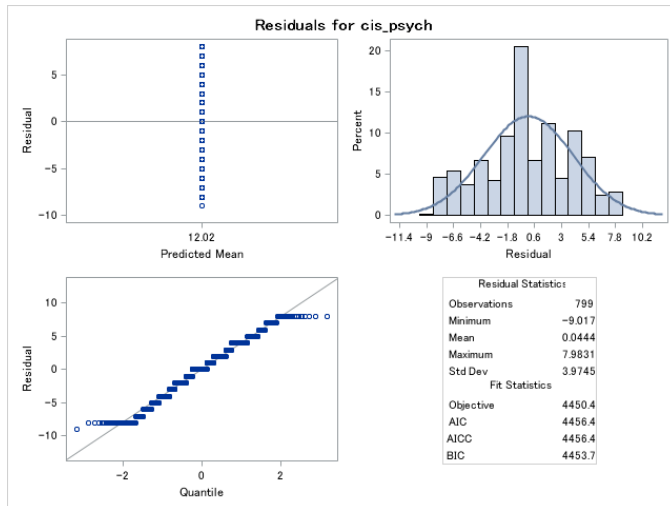 Residuals for cis_psych
5
0
-5
-10
Residual
12.02
Predicted Mean
20
15
10
5
0
Percent
-11.4 -9 -6.6 -4.2 -1.8 0.6 3 5.4 7.8 10.2
Residual
10
5
0
-5
-10
Residual
-2 0 2
Quantile
Residual Statistics
Observations 799
Minimum -9.017
Mean 0.0444
Maximum 7.9831
Std Dev 3.9745
Fit Statistics
Objective 4450.4
AIC 4456.4
AICC 4456.4
BIC 4453.7